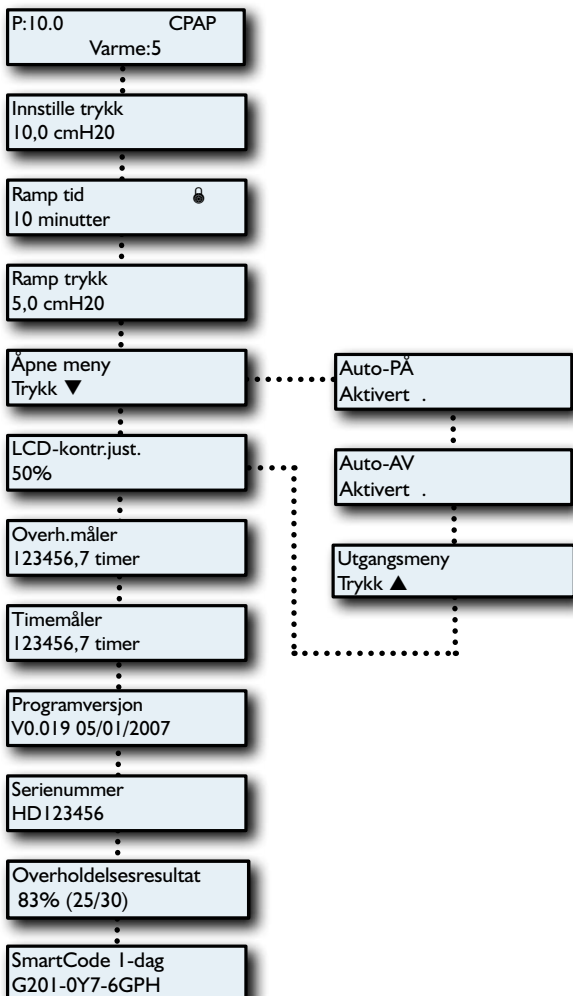 P:10.0 CPAP
Varme:5
Innstille trykk
10,0 cmH20
Ramp tid
10 minutter
Ramp trykk
5,0 cmH20
Åpne meny
Trykk ▼
LCD-kontr.just.
50%
Overh.måler
123456,7 timer
Timemåler
123456,7 timer
Programversjon
V0.019 05/01/2007
Serienummer
HD123456
Overholdelsesresultat
83% (25/30)
SmartCode 1-dag
G201-0Y7-6GPH
Auto-PÅ
Aktivert .
Auto-AV
Aktivert .
Utgangsmeny
Trykk ▲